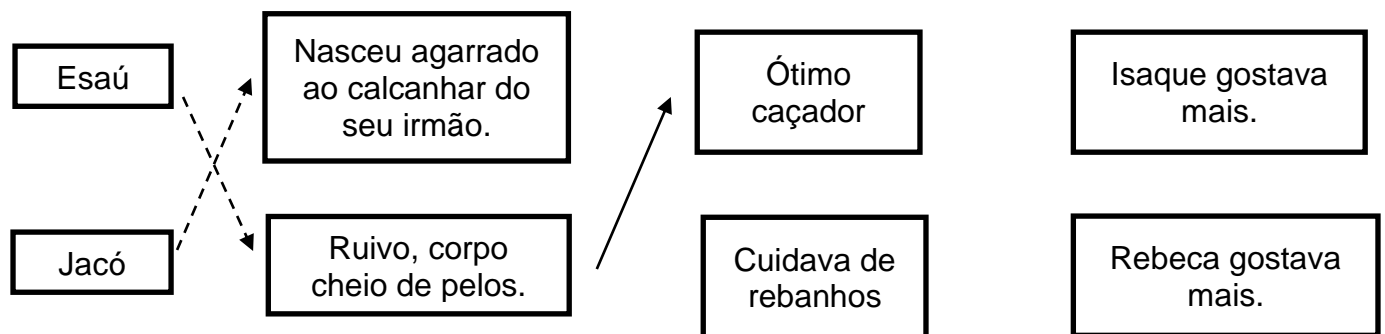 Esaú
Nasceu agarrado
ao calcanhar do
seu irmão.
Ótimo
caçador
Isaque gostava
mais.
Jacó
Ruivo, corpo
cheio de pelos.
Cuidava de
rebanhos
Rebeca gostava
mais.